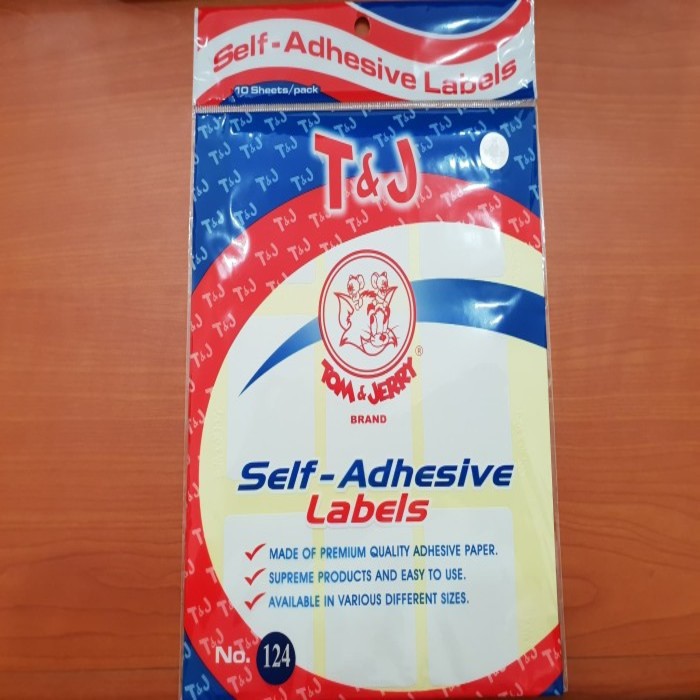 Self-Adhesive Labels
10 Sheets/pack
T&J
TOM & JERRY ®
BRAND
Self-Adhesive
Labels
MADE OF PREMIUM QUALITY ADHESIVE PAPER.
SUPREME PRODUCTS AND EASY TO USE.
AVAILABLE IN VARIOUS DIFFERENT SIZES.
No. 124